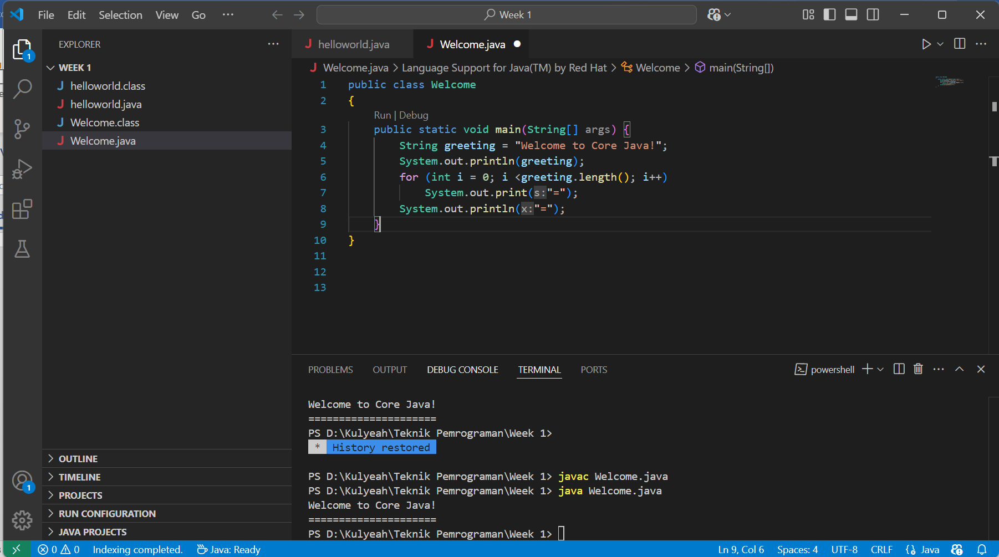 File Edit Selection View Go ··· Week 1
EXPLORER ···
WEEK 1
J helloworld.class
J helloworld.java
J Welcome.class
J Welcome.java
OUTLINE
TIMELINE
PROJECTS
RUN CONFIGURATION
JAVA PROJECTS
1
1
J helloworld.java J Welcome.java
J Welcome.java > Language Support for Java(TM) by Red Hat > Welcome > main(String[])
1 public class Welcome
2 {
Run | Debug
3 public static void main(String[] args) {
4 String greeting = "Welcome to Core Java!";
5 System.out.println(greeting);
6 for (int i = 0; i <greeting.length(); i++)
7 System.out.print(s:"=");
8 System.out.println(x:"=");
9 }
10 }
11
12
13
PROBLEMS OUTPUT DEBUG CONSOLE TERMINAL PORTS powershell
Welcome to Core Java!
=====================
PS D:\Kulyeah\Teknik Pemrograman\Week 1>
* History restored
PS D:\Kulyeah\Teknik Pemrograman\Week 1> javac Welcome.java
PS D:\Kulyeah\Teknik Pemrograman\Week 1> java Welcome.java
Welcome to Core Java!
=====================
PS D:\Kulyeah\Teknik Pemrograman\Week 1>
0 0 Indexing completed. Java: Ready Ln 9, Col 6 Spaces: 4 UTF-8 CRLF Java